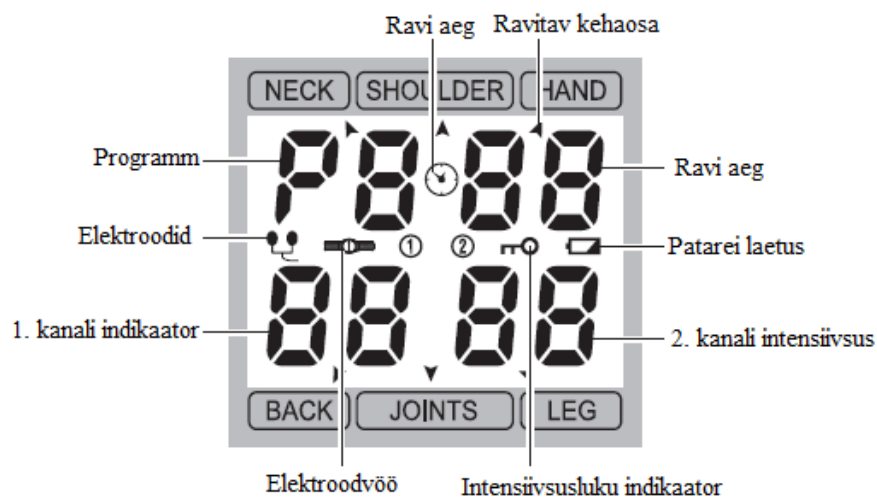 Ravi aeg Ravitav kehaosa
NECK SHOULDER HAND
Programm P8 88 Ravi aeg
Elektroodid 1 2 Patarei laetus
1. kanali indikaator 88 88 2. kanali intensiivsus
BACK JOINTS LEG
Elektroodvöö Intensiivsusluku indikaator